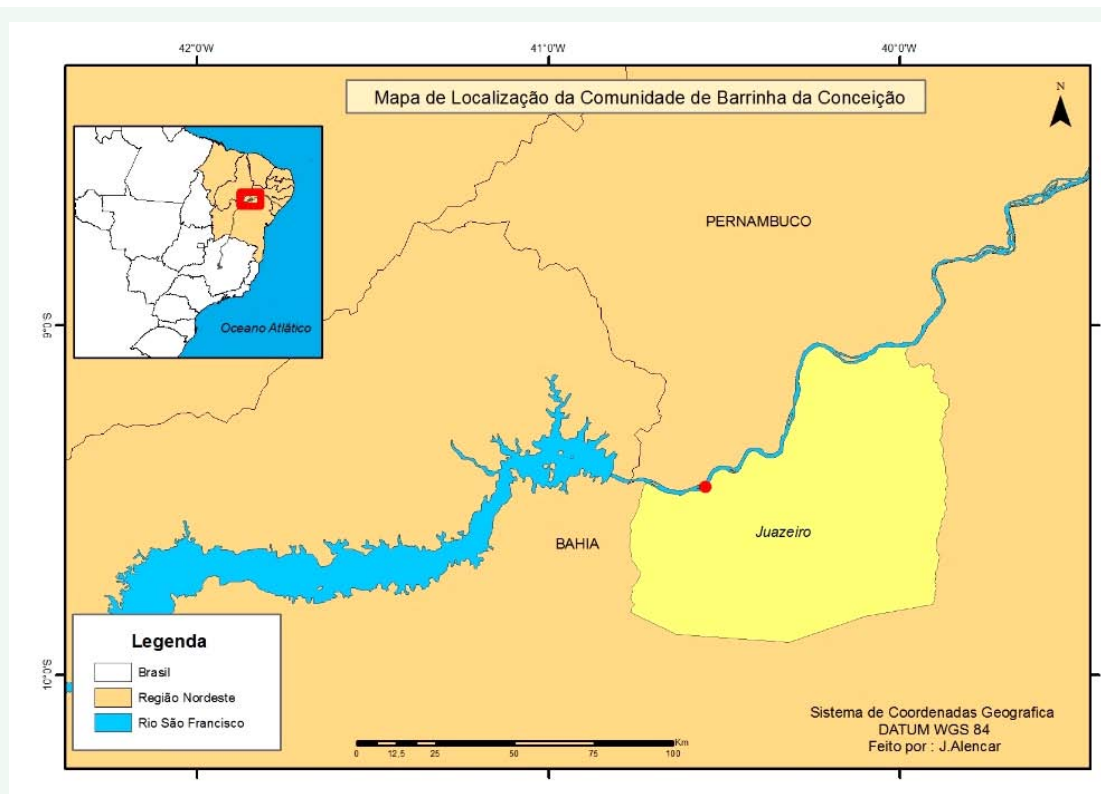 42°0'W
41°0'W
40°0'W
Mapa de Localização da Comunidade de Barrinha da Conceição
N
PERNAMBUCO
Oceano Atlático
9°0'S
Juazeiro
BAHIA
Legenda
Brasil
Região Nordeste
Rio São Francisco
10°0'S
Sistema de Coordenadas Geografica
DATUM WGS 84
Feito por : J.Alencar
Km
0 12,5 25 50 75 100